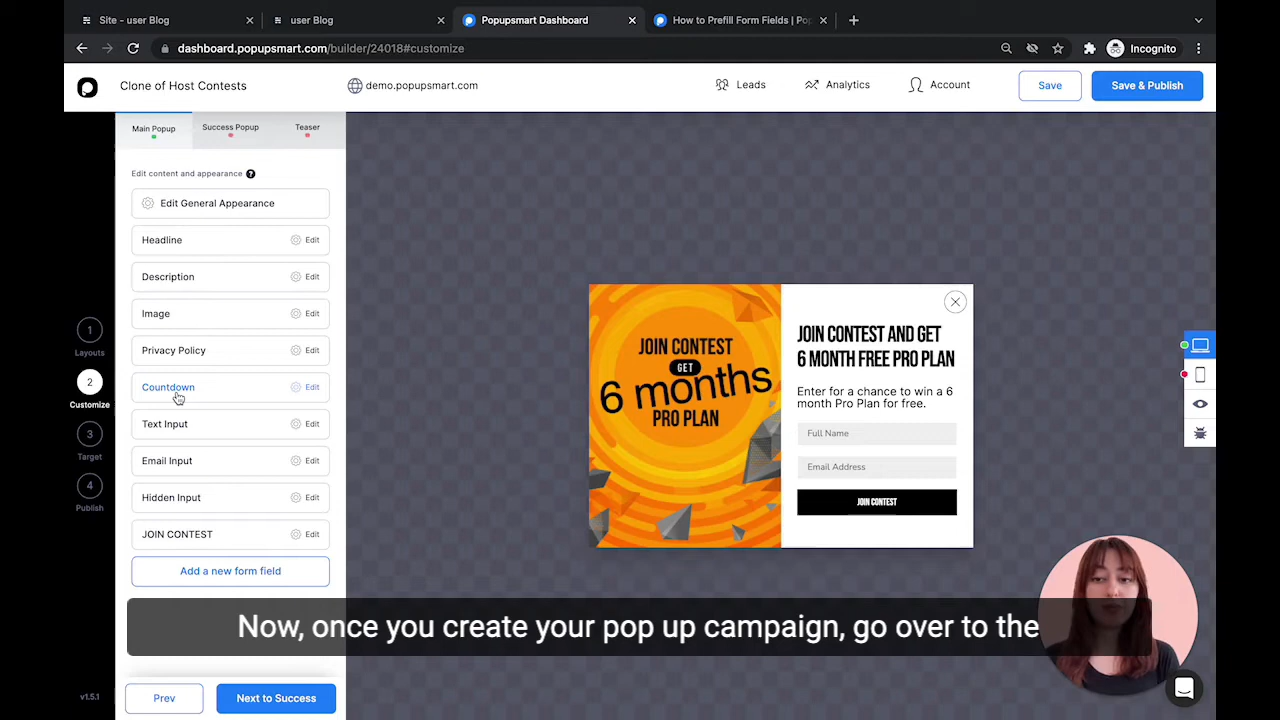 Site - user Blog
user Blog
Popupsmart Dashboard
How to Prefill Form Fields | Pop
dashboard.popupsmart.com/builder/24018#customize
Incognito
Clone of Host Contests
demo.popupsmart.com
Leads
Analytics
Account
Save
Save & Publish
Main Popup
Success Popup
Teaser
Edit content and appearance ?
Edit General Appearance
Headline
Edit
Description
Edit
Image
Edit
Privacy Policy
Edit
Countdown
Edit
Text Input
Edit
Email Input
Edit
Hidden Input
Edit
JOIN CONTEST
Edit
Add a new form field
1
Layouts
2
Customize
3
Target
4
Publish
v1.5.1
Prev
Next to Success
JOIN CONTEST
GET
6 months
PRO PLAN
JOIN CONTEST AND GET
6 MONTH FREE PRO PLAN
Enter for a chance to win a 6
month Pro Plan for free.
Full Name
Email Address
JOIN CONTEST
Now, once you create your pop up campaign, go over to the